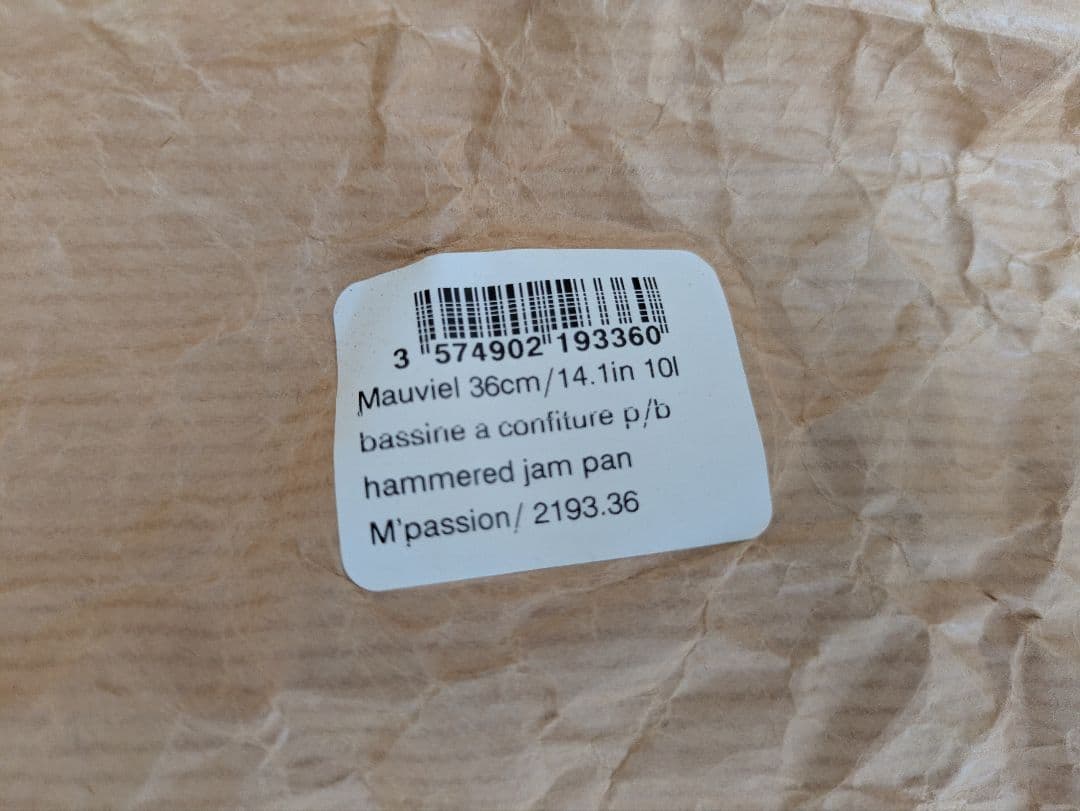 3 574902 193360
Mauviel 36cm/14.1in 10l
bassine a confiture p/b
hammered jam pan
M'passion/ 2193.36